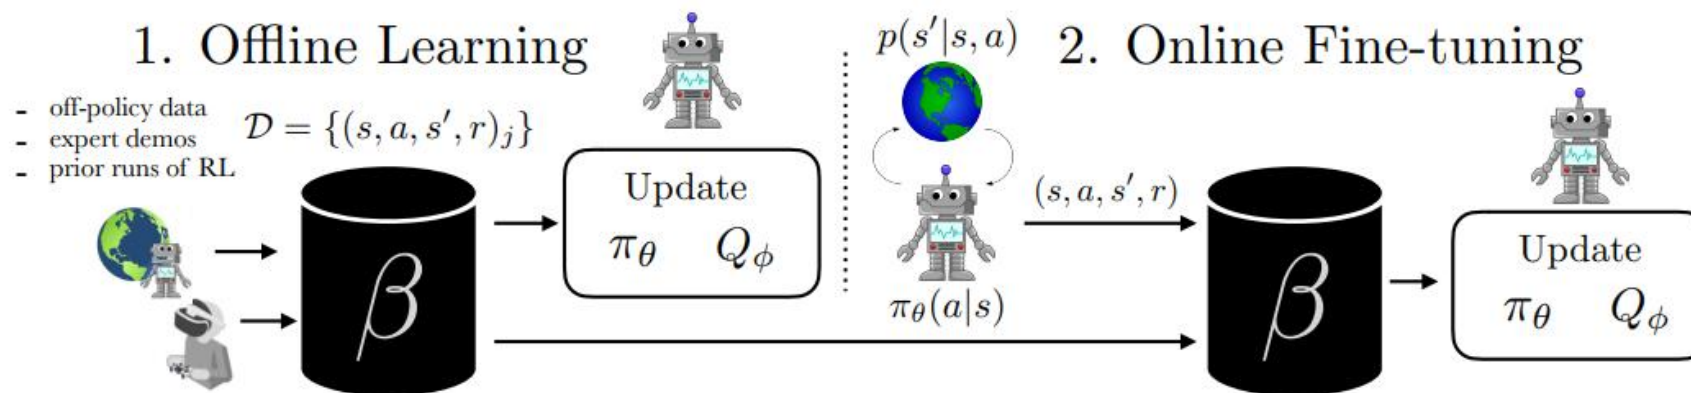 1. Offline Learning
- off-policy data
- expert demos
- prior runs of RL
𝒟 = {(s, a, s′, r)ⱼ}
β
Update
π_θ Q_ϕ
p(s′|s, a)
2. Online Fine-tuning
π_θ(a|s)
(s, a, s′, r)
β
Update
π_θ Q_ϕ